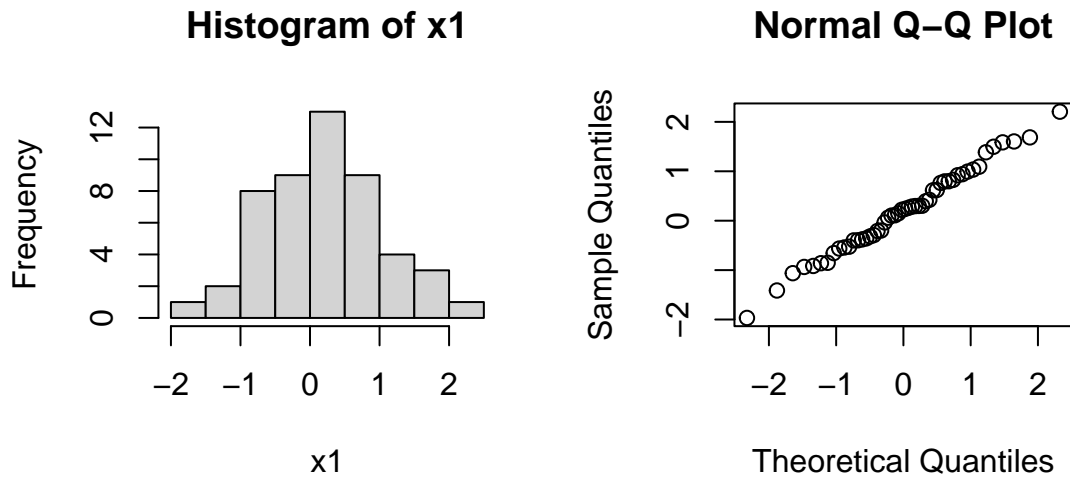 Histogram of x1
Frequency
0 4 8 12
−2 −1 0 1 2
x1
Normal Q−Q Plot
Sample Quantiles
−2 0 1 2
−2 −1 0 1 2
Theoretical Quantiles